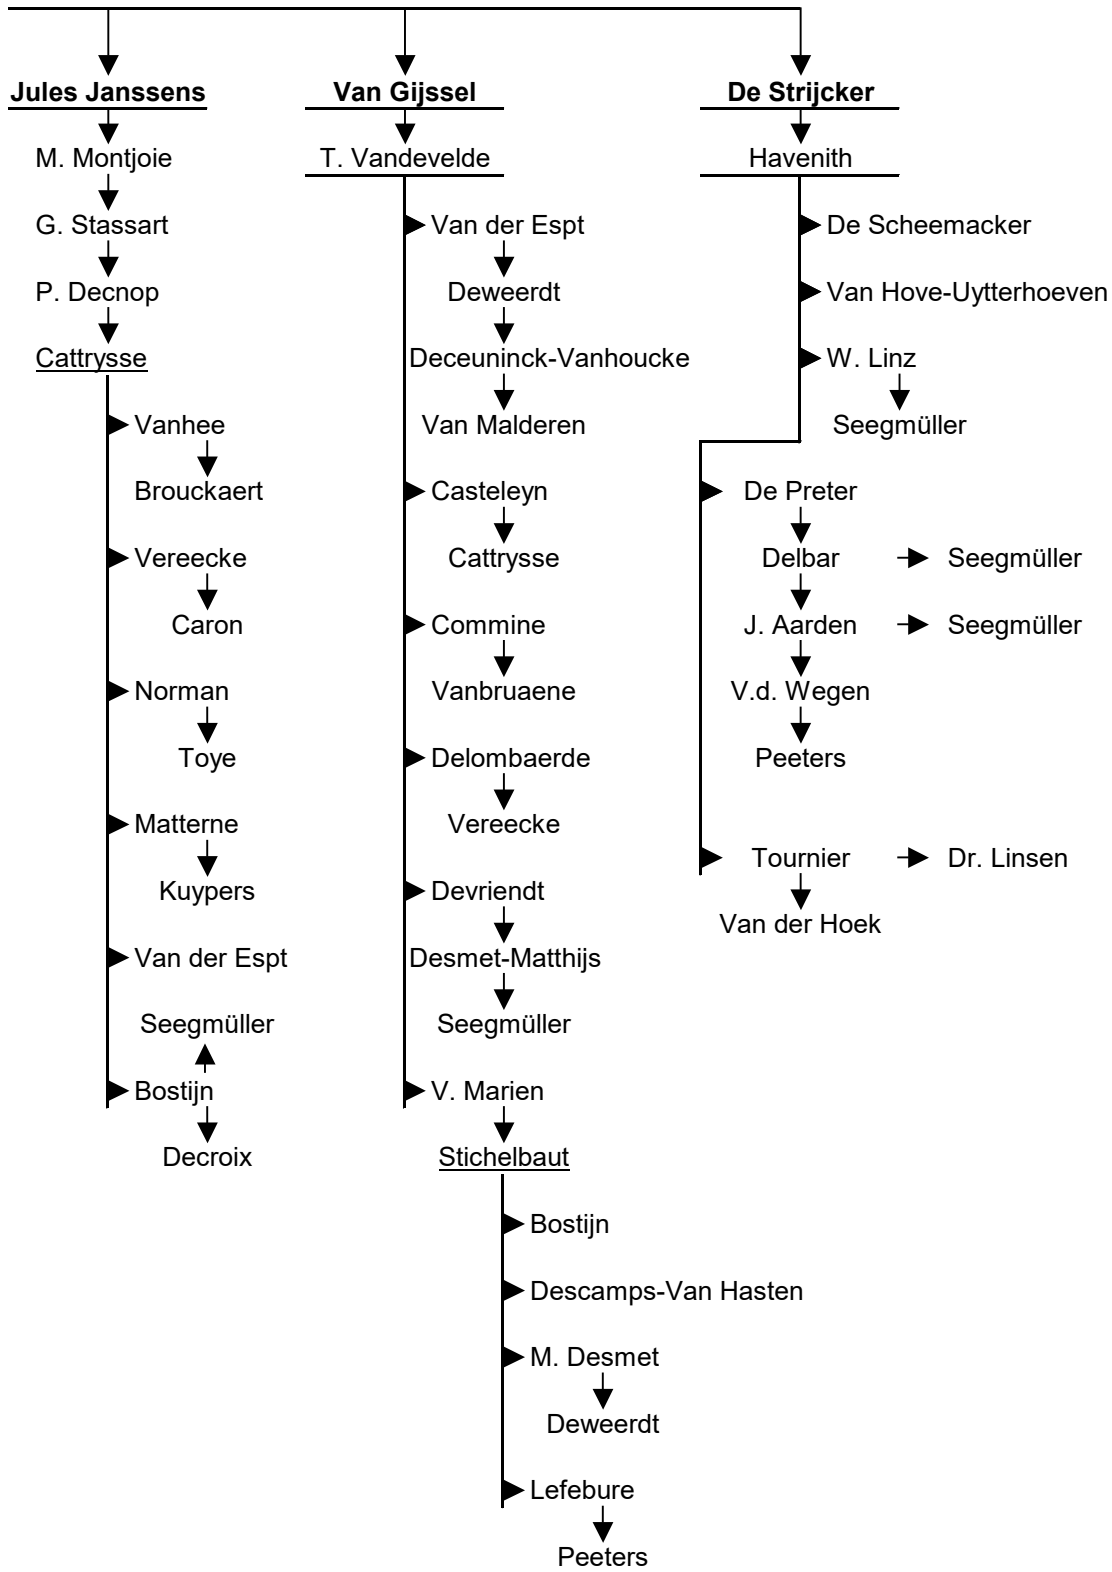 Jules Janssens
M. Montjoie
G. Stassart
P. Decnop
Cattrysse
Vanhee
Brouckaert
Vereecke
Caron
Norman
Toye
Matterne
Kuypers
Van der Espt
Seegmüller
Bostijn
Decroix
Van Gijssel
T. Vandevelde
Van der Espt
Deweerdt
Deceuninck-Vanhoucke
Van Malderen
Casteleyn
Cattrysse
Commine
Vanbruaene
Delombaerde
Vereecke
Devriendt
Desmet-Matthijs
Seegmüller
V. Marien
Stichelbaut
Bostijn
Descamps-Van Hasten
M. Desmet
Deweerdt
Lefebure
Peeters
De Strijcker
Havenith
De Scheemacker
Van Hove-Uytterhoeven
W. Linz
Seegmüller
De Preter
Delbar Seegmüller
J. Aarden Seegmüller
V.d. Wegen
Peeters
Tournier Dr. Linsen
Van der Hoek